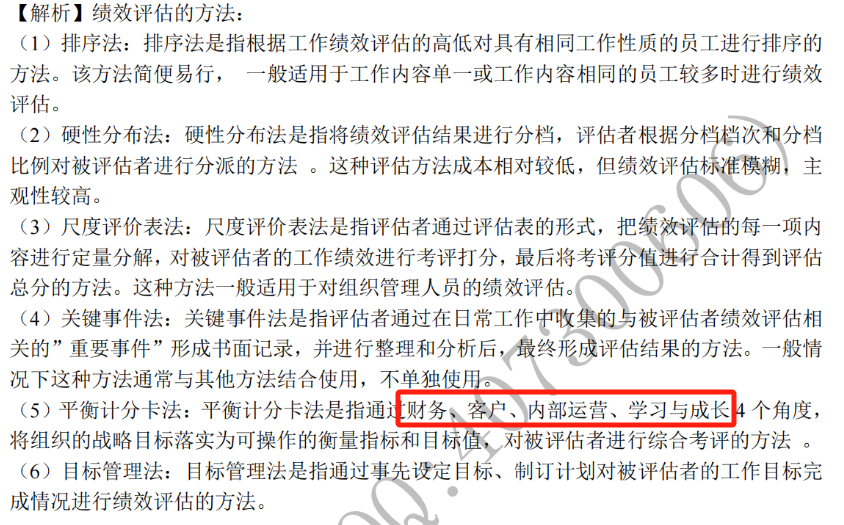 【解析】绩效评估的方法：
（1）排序法：排序法是指根据工作绩效评估的高低对具有相同工作性质的员工进行排序的
方法。该方法简便易行， 一般适用于工作内容单一或工作内容相同的员工较多时进行绩效
评估。
（2）硬性分布法：硬性分布法是指将绩效评估结果进行分档，评估者根据分档档次和分档
比例对被评估者进行分派的方法 。这种评估方法成本相对较低，但绩效评估标准模糊，主
观性较高。
（3）尺度评价表法：尺度评价表法是指评估者通过评估表的形式，把绩效评估的每一项内
容进行定量分解，对被评估者的工作绩效进行考评打分，最后将考评分值进行合计得到评估
总分的方法。这种方法一般适用于对组织管理人员的绩效评估。
（4）关键事件法：关键事件法是指评估者通过在日常工作中收集的与被评估者绩效评估相
关的”重要事件”形成书面记录，并进行整理和分析后，最终形成评估结果的方法。一般情
况下这种方法通常与其他方法结合使用，不单独使用。
（5）平衡计分卡法：平衡计分卡法是指通过财务、客户、内部运营、学习与成长 4 个角度，
将组织的战略目标落实为可操作的衡量指标和目标值，对被评估者进行综合考评的方法 。
（6）目标管理法：目标管理法是指通过事先设定目标、制订计划对被评估者的工作目标完
成情况进行绩效评估的方法。
QQ:407300606）